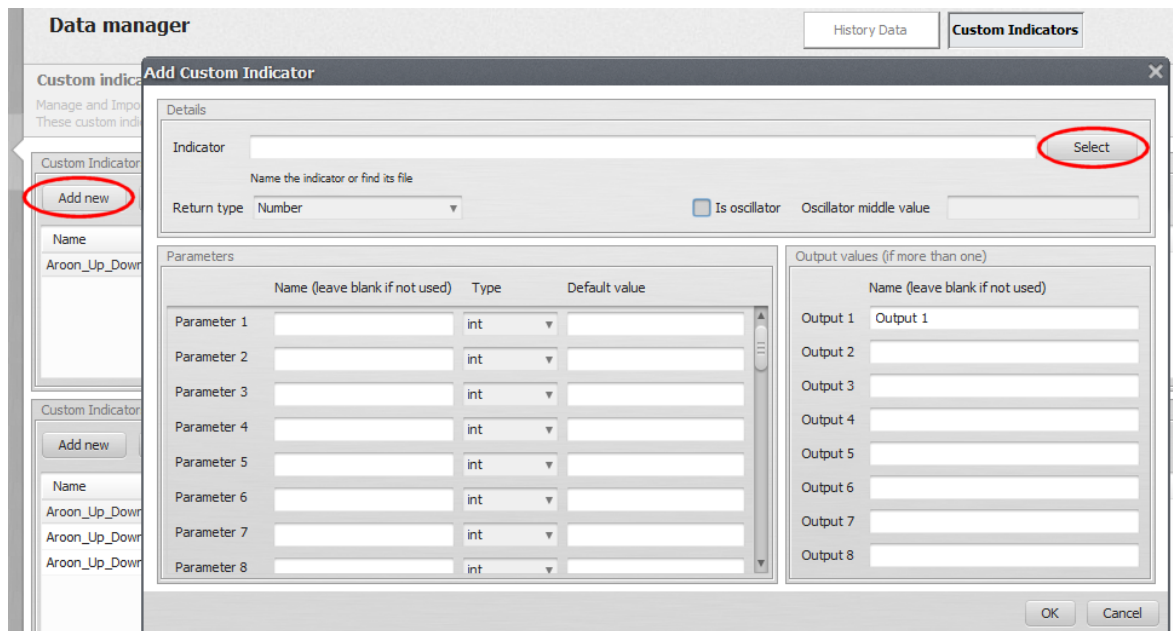 Data manager
History Data
Custom Indicators
Custom indica
Manage and Impo
These custom indi
Custom Indicator
Add new
Name
Aroon_Up_Down
Custom Indicator
Add new
Name
Aroon_Up_Down
Aroon_Up_Down
Aroon_Up_Down
Add Custom Indicator
Details
Indicator
Select
Name the indicator or find its file
Return type Number
Is oscillator
Oscillator middle value
Parameters
Name (leave blank if not used) Type Default value
Parameter 1 int
Parameter 2 int
Parameter 3 int
Parameter 4 int
Parameter 5 int
Parameter 6 int
Parameter 7 int
Parameter 8 int
Output values (if more than one)
Name (leave blank if not used)
Output 1 Output 1
Output 2
Output 3
Output 4
Output 5
Output 6
Output 7
Output 8
OK
Cancel